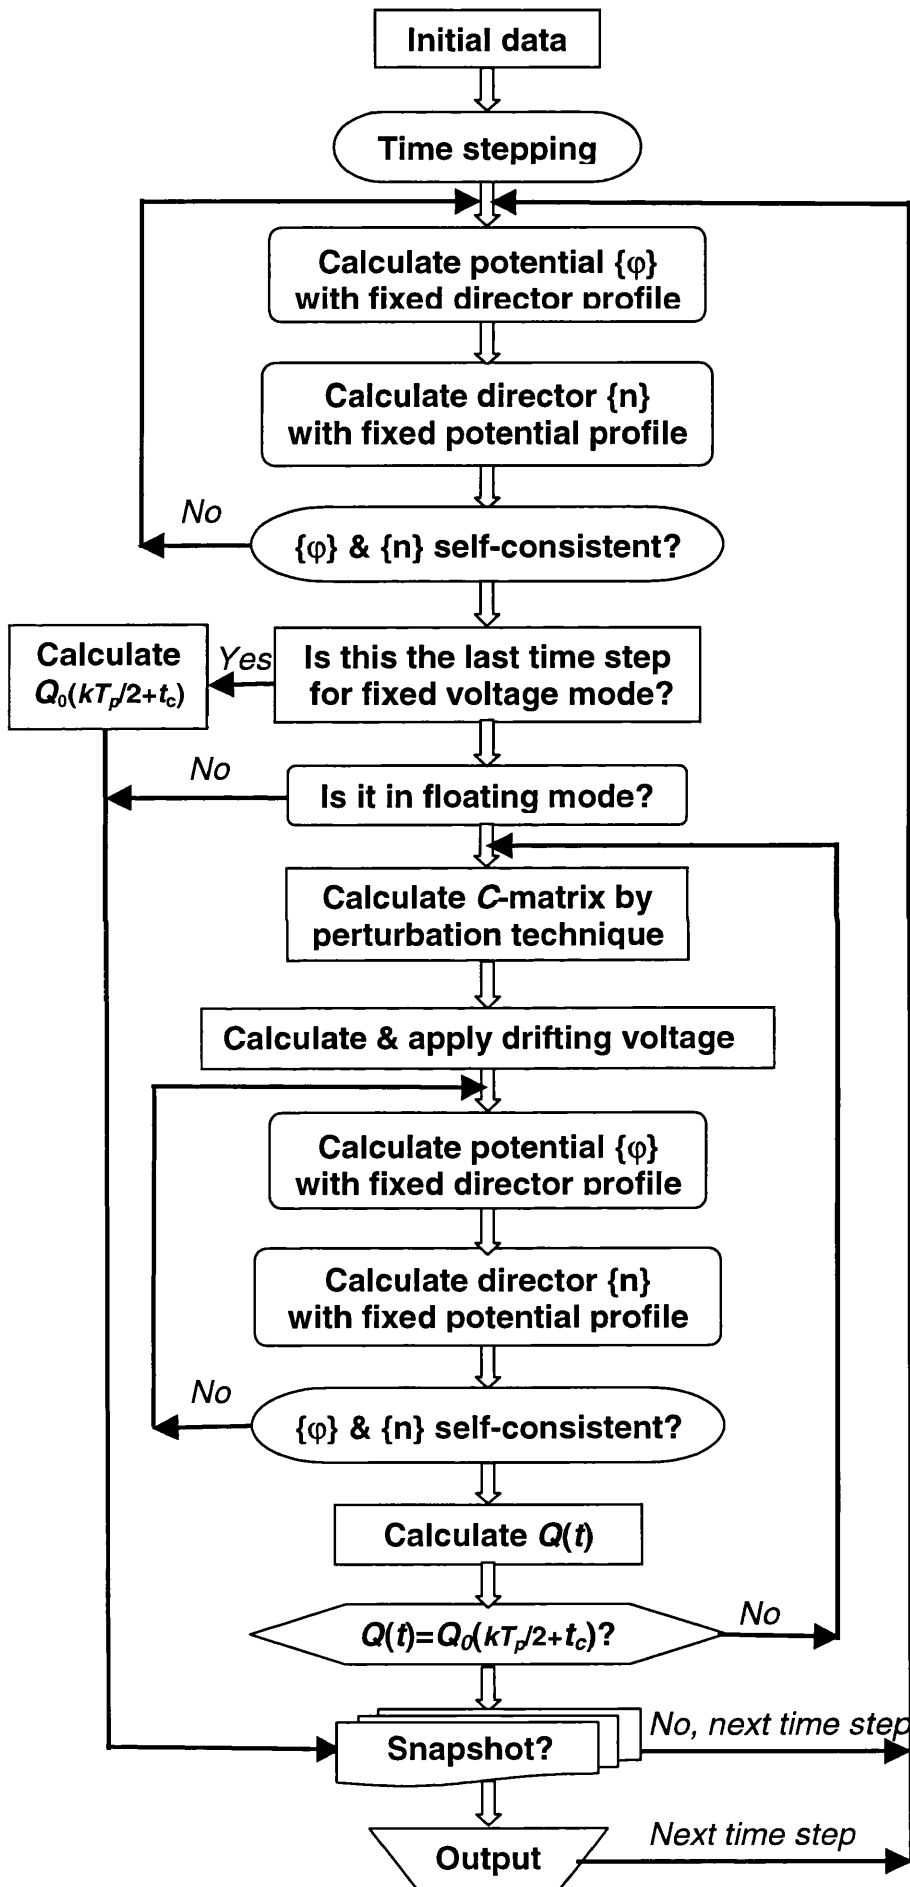 Initial data
Time stepping
Calculate potential {φ}
with fixed director profile
Calculate director {n}
with fixed potential profile
No
{φ} & {n} self-consistent?
Calculate
Q₀(kTₚ/2+t꜀)
Yes
Is this the last time step
for fixed voltage mode?
No
Is it in floating mode?
Calculate C-matrix by
perturbation technique
Calculate & apply drifting voltage
Calculate potential {φ}
with fixed director profile
Calculate director {n}
with fixed potential profile
No
{φ} & {n} self-consistent?
Calculate Q(t)
Q(t)=Q₀(kTₚ/2+t꜀)?
No
Snapshot?
No, next time step
Output
Next time step